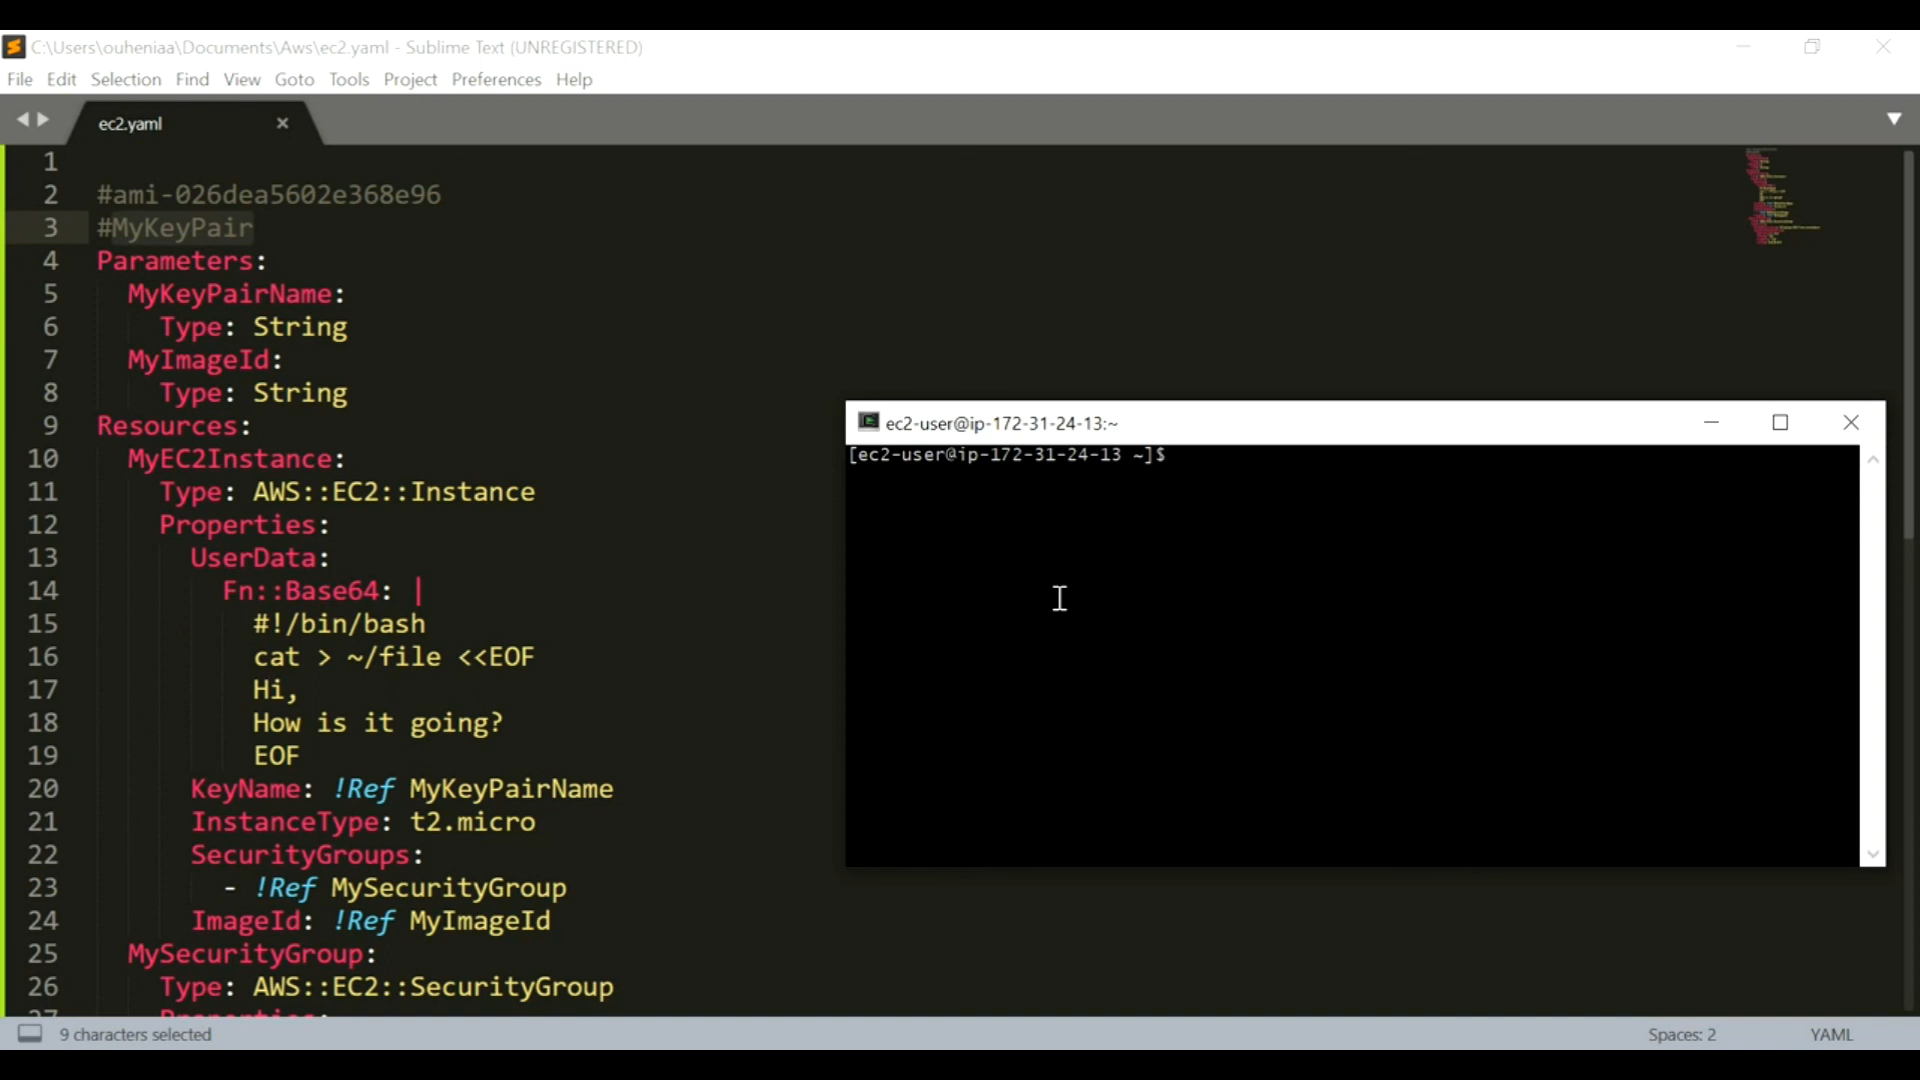 C:\Users\ouheniaa\Documents\Aws\ec2.yaml - Sublime Text (UNREGISTERED)
File Edit Selection Find View Goto Tools Project Preferences Help
ec2.yaml
1
2 #ami-026dea5602e368e96
3 #MyKeyPair
4 Parameters:
5 MyKeyPairName:
6 Type: String
7 MyImageId:
8 Type: String
9 Resources:
10 MyEC2Instance:
11 Type: AWS::EC2::Instance
12 Properties:
13 UserData:
14 Fn::Base64: |
15 #!/bin/bash
16 cat > ~/file <<EOF
17 Hi,
18 How is it going?
19 EOF
20 KeyName: !Ref MyKeyPairName
21 InstanceType: t2.micro
22 SecurityGroups:
23 - !Ref MySecurityGroup
24 ImageId: !Ref MyImageId
25 MySecurityGroup:
26 Type: AWS::EC2::SecurityGroup
27 Properties:
ec2-user@ip-172-31-24-13:~
[ec2-user@ip-172-31-24-13 ~]$
9 characters selected
Spaces: 2
YAML